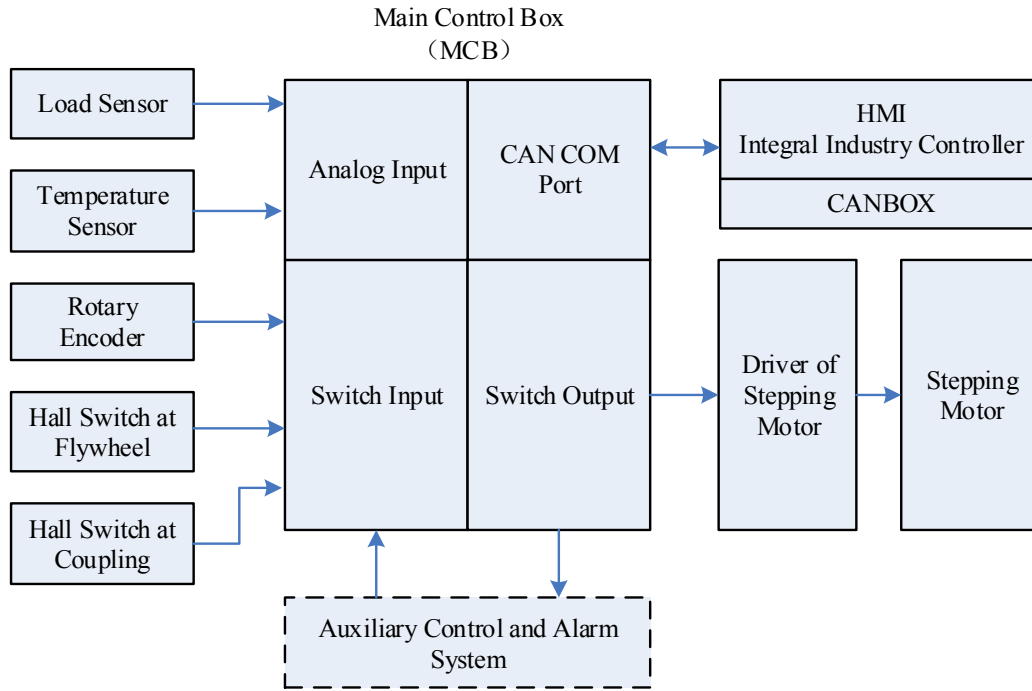 Main Control Box
（MCB）
Load Sensor
Temperature
Sensor
Rotary
Encoder
Hall Switch at
Flywheel
Hall Switch at
Coupling
Analog Input
CAN COM
Port
Switch Input
Switch Output
HMI
Integral Industry Controller
CANBOX
Driver of
Stepping
Motor
Stepping
Motor
Auxiliary Control and Alarm
System